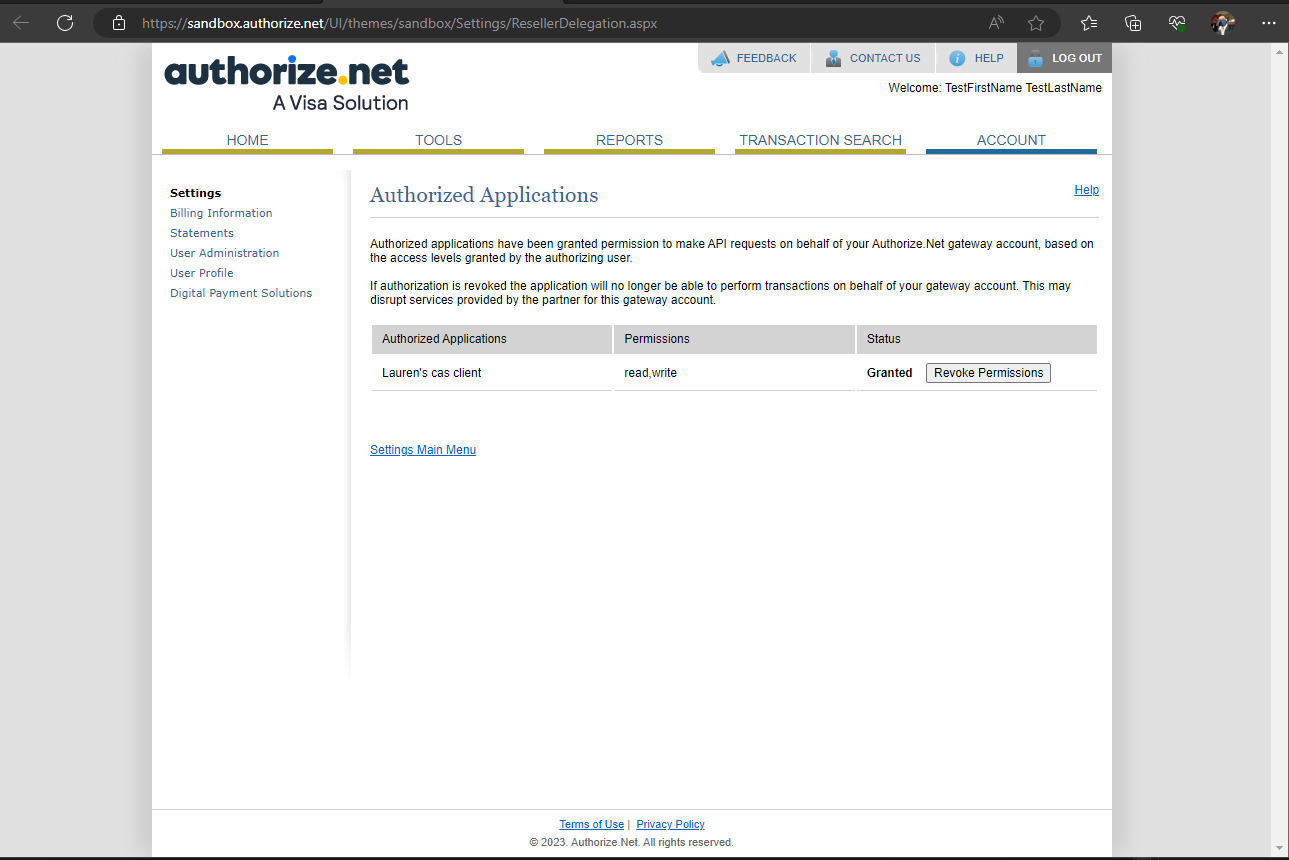 https://sandbox.authorize.net/UI/themes/sandbox/Settings/ResellerDelegation.aspx
authorize.net
A Visa Solution
FEEDBACK
CONTACT US
HELP
LOG OUT
Welcome: TestFirstName TestLastName
HOME
TOOLS
REPORTS
TRANSACTION SEARCH
ACCOUNT
Settings
Billing Information
Statements
User Administration
User Profile
Digital Payment Solutions
Authorized Applications
Help
Authorized applications have been granted permission to make API requests on behalf of your Authorize.Net gateway account, based on
the access levels granted by the authorizing user.
If authorization is revoked the application will no longer be able to perform transactions on behalf of your gateway account. This may
disrupt services provided by the partner for this gateway account.
Authorized Applications Permissions Status
Lauren's cas client read,write Granted Revoke Permissions
Settings Main Menu
Terms of Use | Privacy Policy
© 2023. Authorize.Net. All rights reserved.